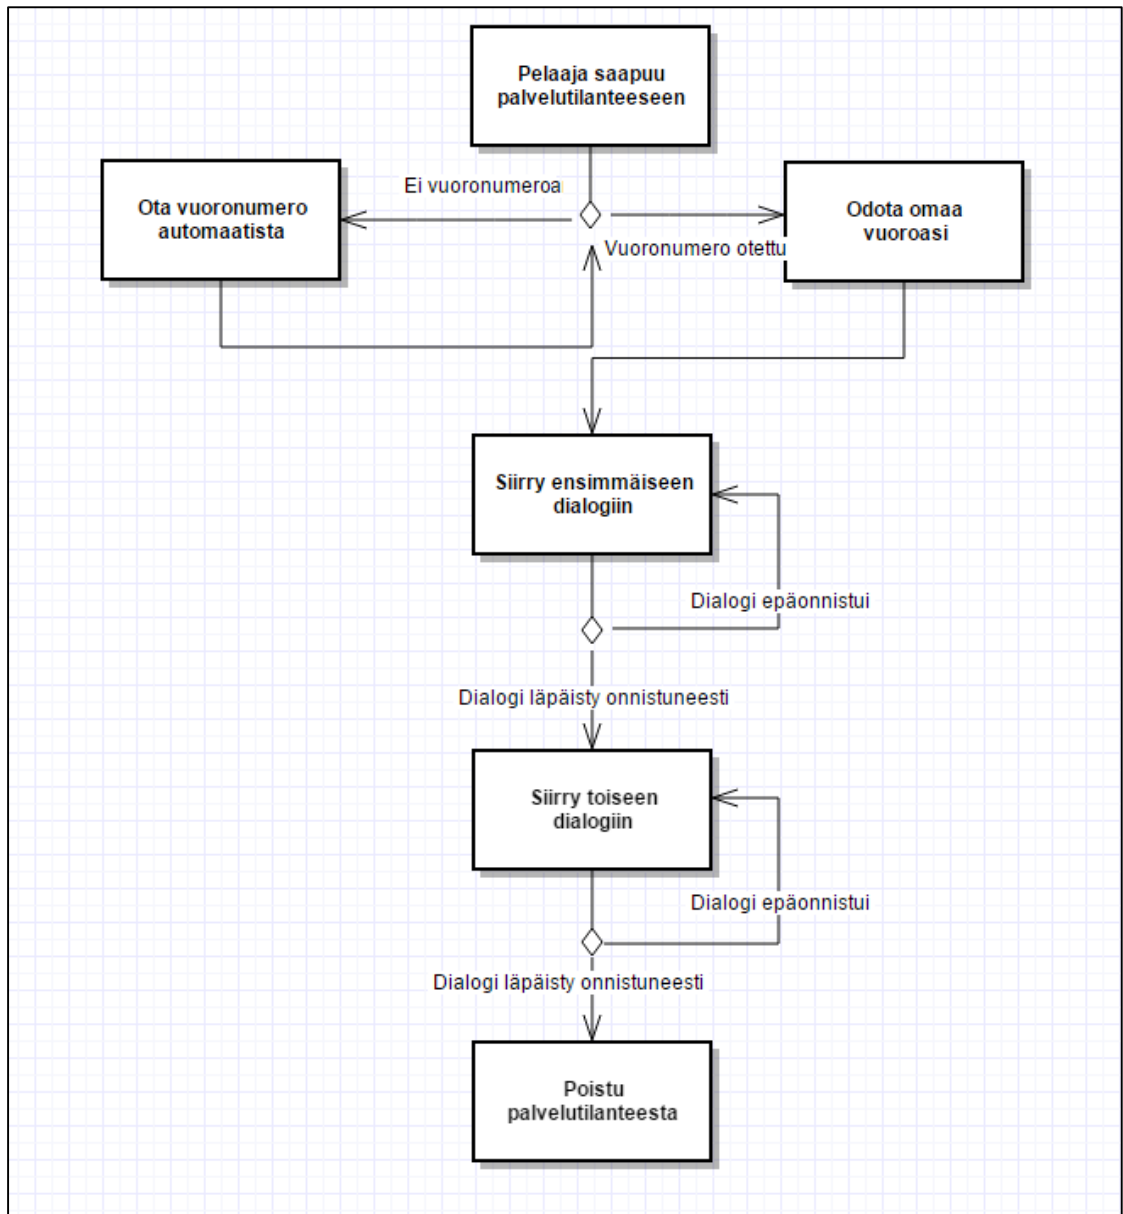 Pelaaja saapuu
palvelutilanteeseen
Ei vuoronumeroa
Ota vuoronumero
automaatista
Odota omaa
vuoroasi
Vuoronumero otettu
Siirry ensimmäiseen
dialogiin
Dialogi epäonnistui
Dialogi läpäisty onnistuneesti
Siirry toiseen
dialogiin
Dialogi epäonnistui
Dialogi läpäisty onnistuneesti
Poistu
palvelutilanteesta